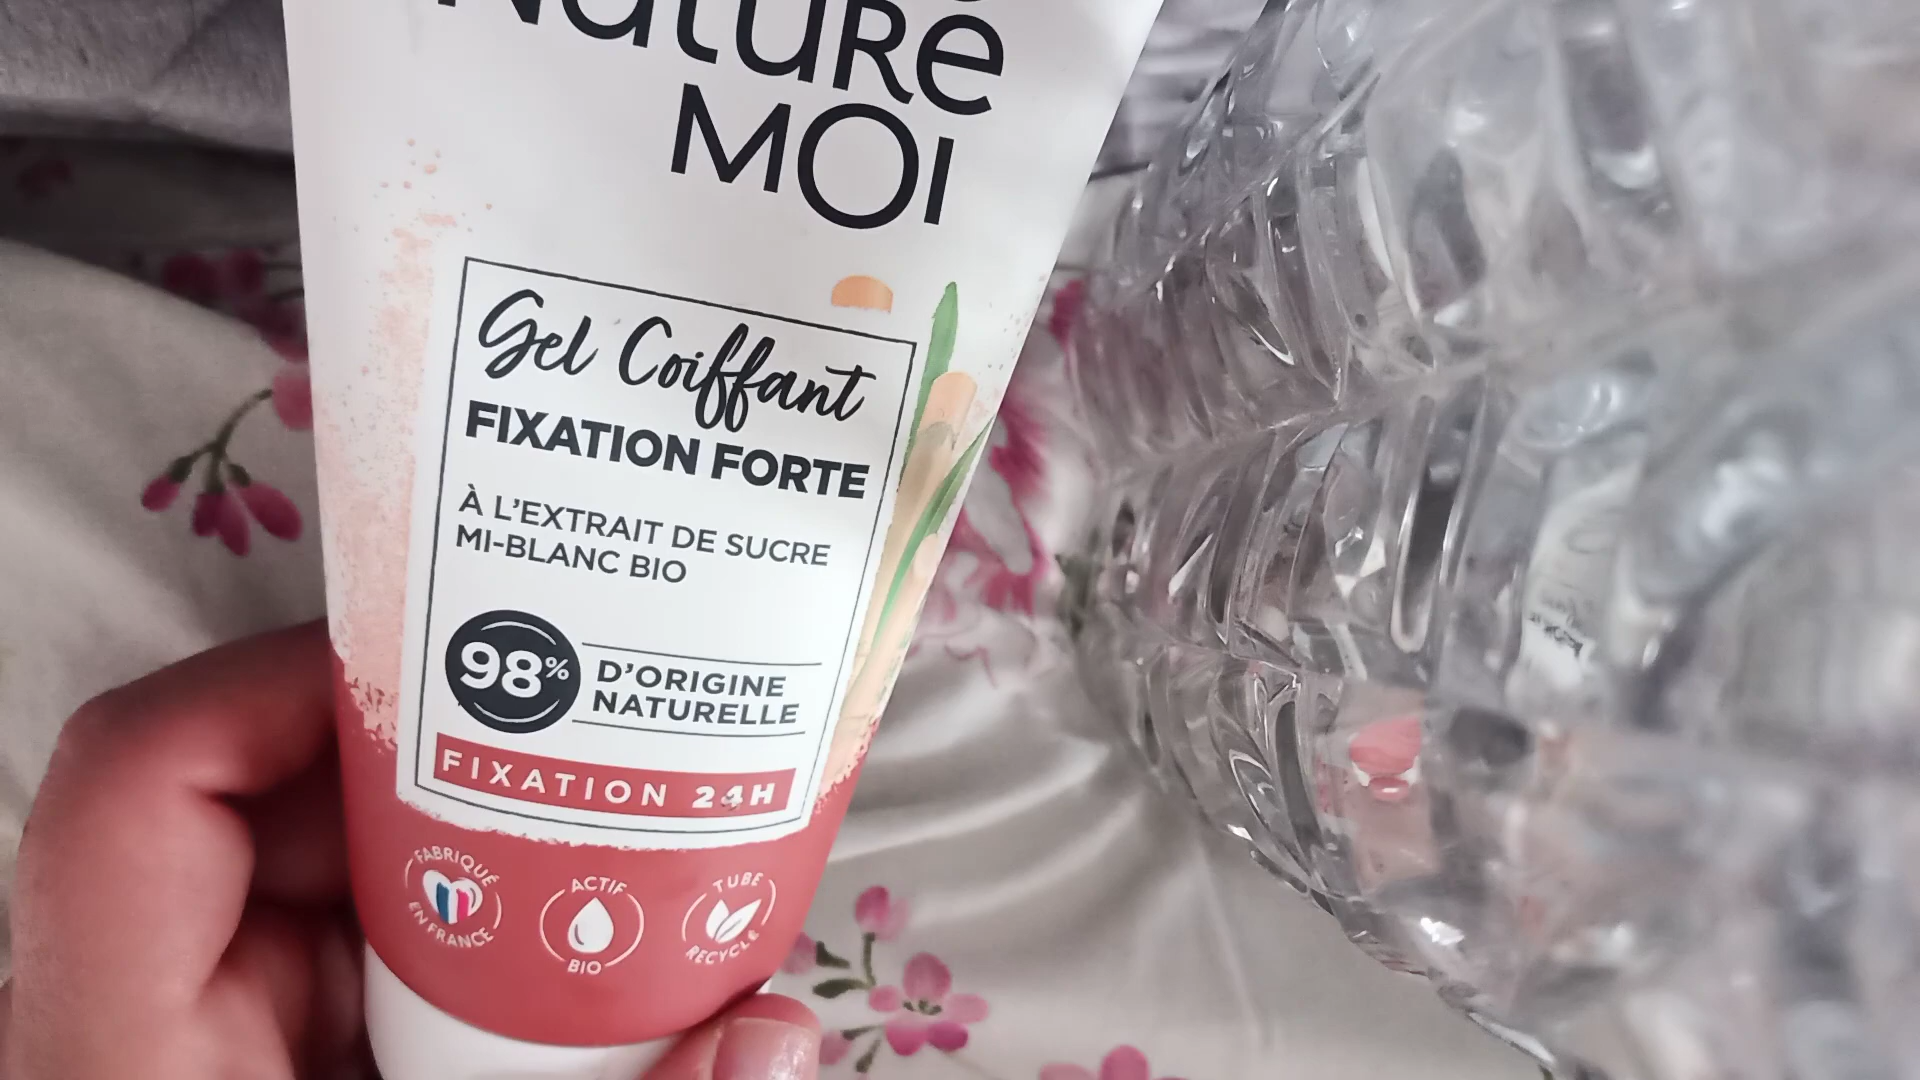 Nature
MOI
Gel Coiffant
FIXATION FORTE
À L'EXTRAIT DE SUCRE
MI-BLANC BIO
98%
D'ORIGINE
NATURELLE
FIXATION 24H
FABRIQUÉ
EN FRANCE
ACTIF
BIO
TUBE
RECYCLÉ